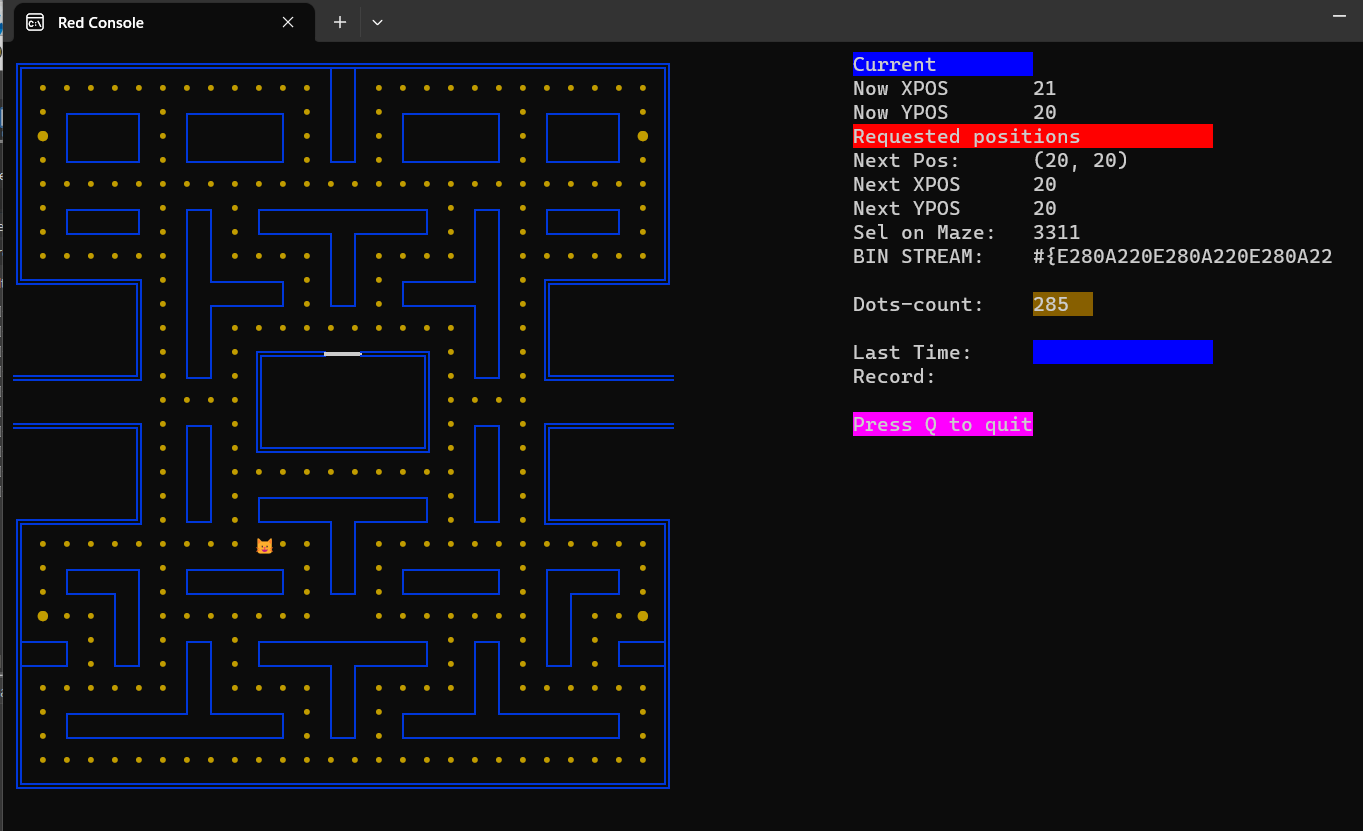 Red Console
Current
Now XPOS 21
Now YPOS 20
Requested positions
Next Pos: (20, 20)
Next XPOS 20
Next YPOS 20
Sel on Maze: 3311
BIN STREAM: #{E280A220E280A220E280A22
Dots-count: 285
Last Time:
Record:
Press Q to quit